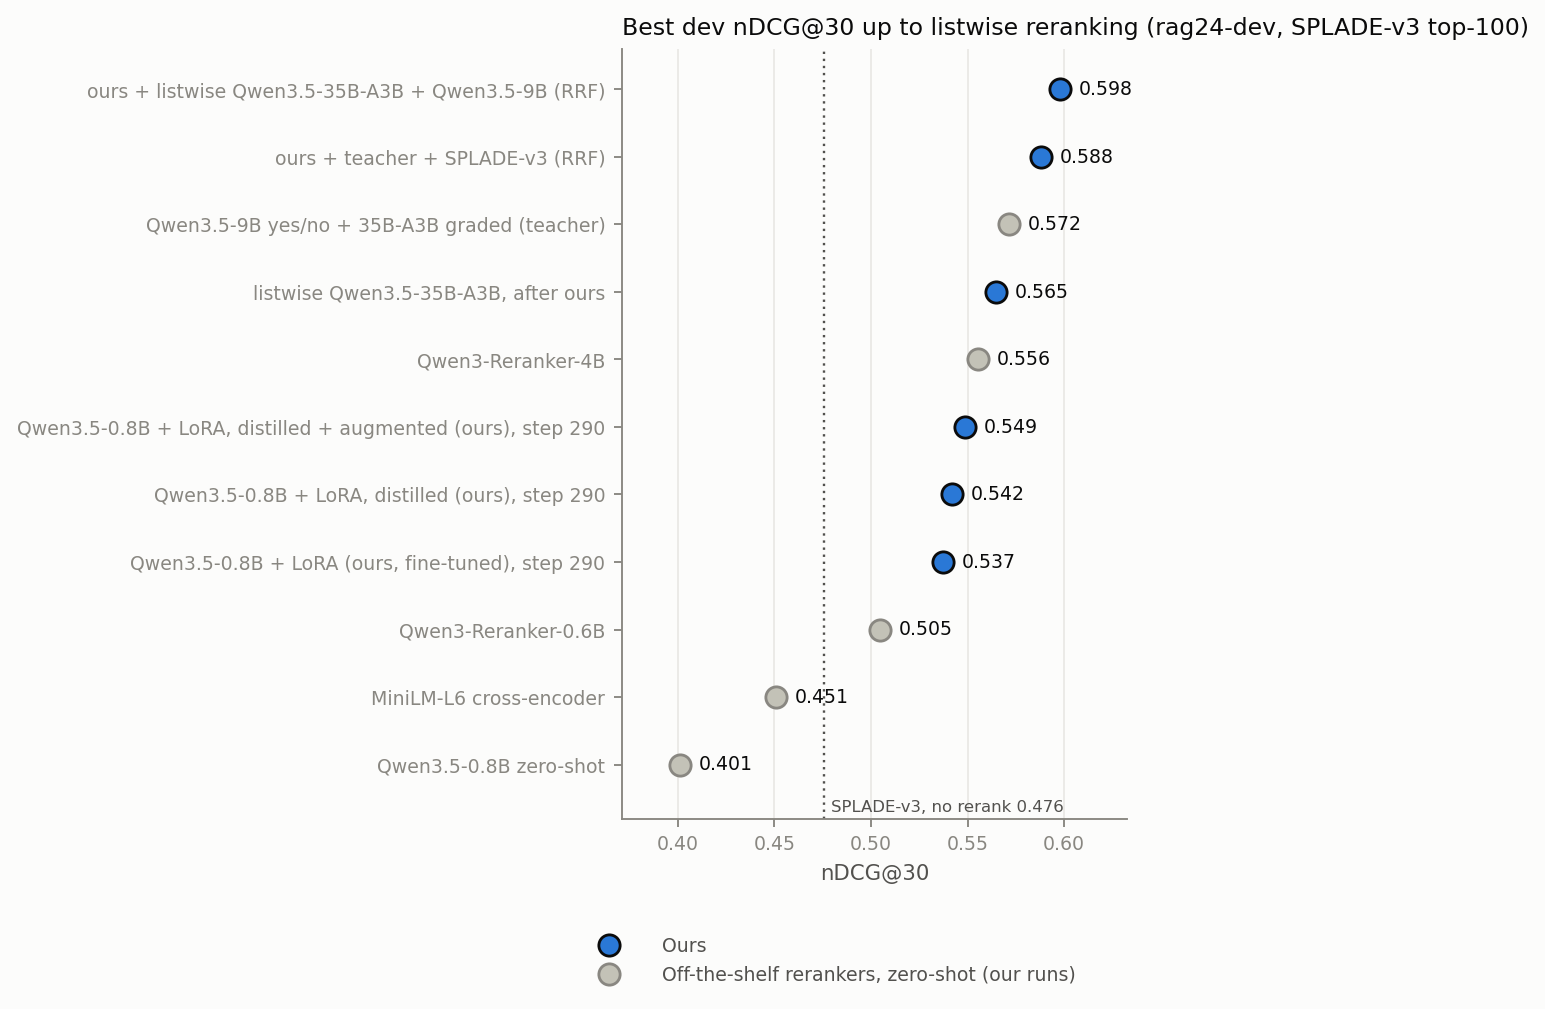 Best dev nDCG@30 up to listwise reranking (rag24-dev, SPLADE-v3 top-100)
ours + listwise Qwen3.5-35B-A3B + Qwen3.5-9B (RRF) 0.598
ours + teacher + SPLADE-v3 (RRF) 0.588
Qwen3.5-9B yes/no + 35B-A3B graded (teacher) 0.572
listwise Qwen3.5-35B-A3B, after ours 0.565
Qwen3-Reranker-4B 0.556
Qwen3.5-0.8B + LoRA, distilled + augmented (ours), step 290 0.549
Qwen3.5-0.8B + LoRA, distilled (ours), step 290 0.542
Qwen3.5-0.8B + LoRA (ours, fine-tuned), step 290 0.537
Qwen3-Reranker-0.6B 0.505
MiniLM-L6 cross-encoder 0.451
Qwen3.5-0.8B zero-shot 0.401
SPLADE-v3, no rerank 0.476
0.40 0.45 0.50 0.55 0.60
nDCG@30
Ours
Off-the-shelf rerankers, zero-shot (our runs)